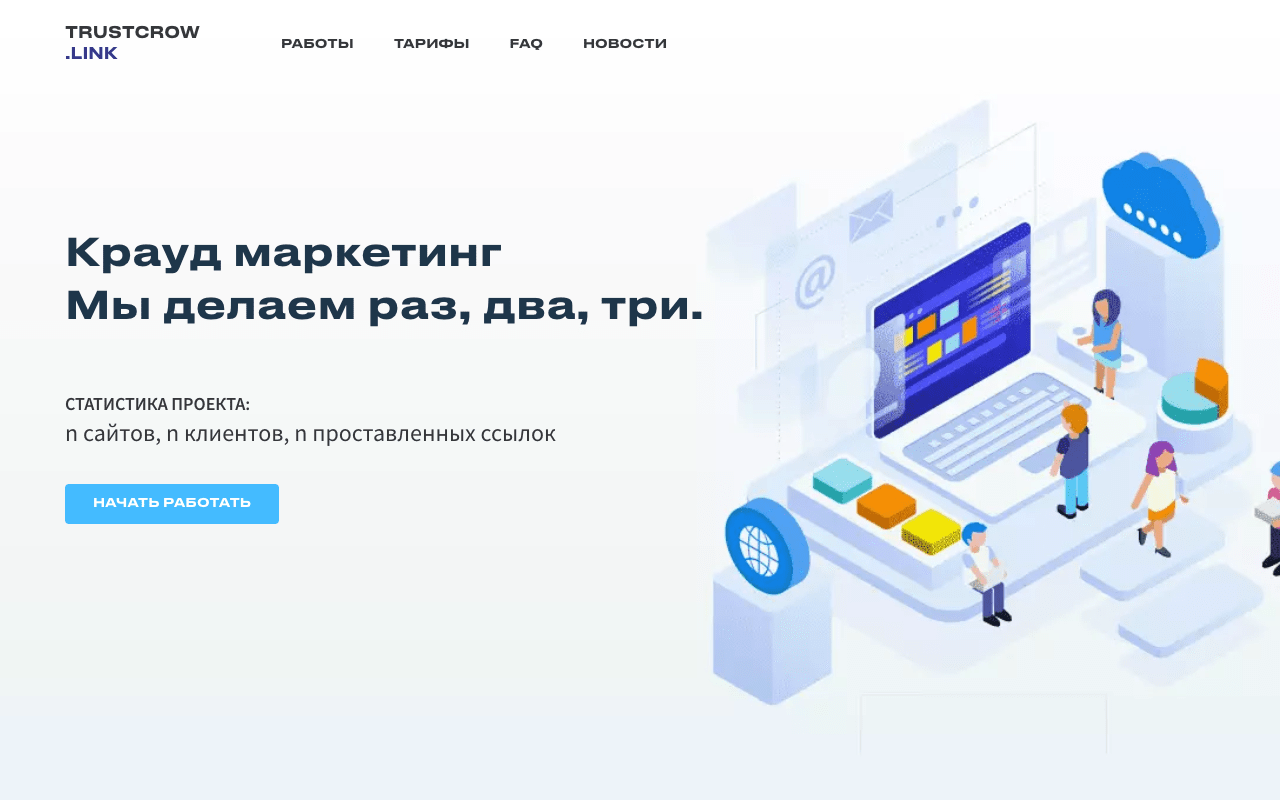 TRUSTCROW
.LINK
РАБОТЫ
ТАРИФЫ
FAQ
НОВОСТИ
Крауд маркетинг
Мы делаем раз, два, три.
СТАТИСТИКА ПРОЕКТА:
n сайтов, n клиентов, n проставленных ссылок
НАЧАТЬ РАБОТАТЬ
@